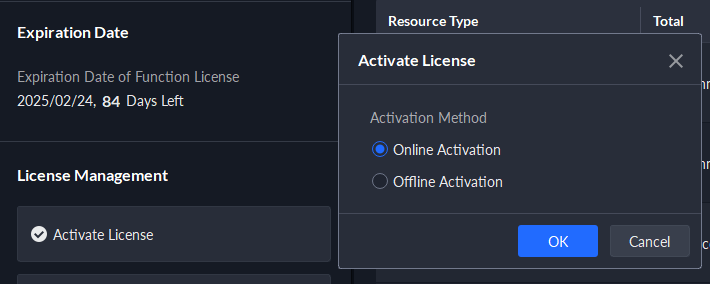 Expiration Date
Expiration Date of Function License
2025/02/24, 84 Days Left
License Management
Activate License
Resource Type Total
Activate License
Activation Method
Online Activation
Offline Activation
OK Cancel